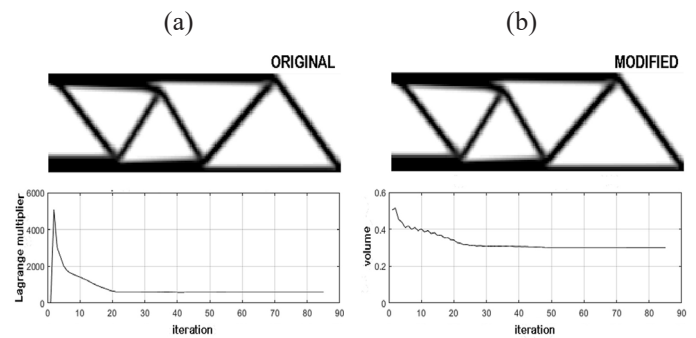 (a)
(b)
ORIGINAL
MODIFIED
6000
4000
2000
0
Lagrange multiplier
0 10 20 30 40 50 60 70 80 90
iteration
0.6
0.4
0.2
0
volume
0 10 20 30 40 50 60 70 80 90
iteration